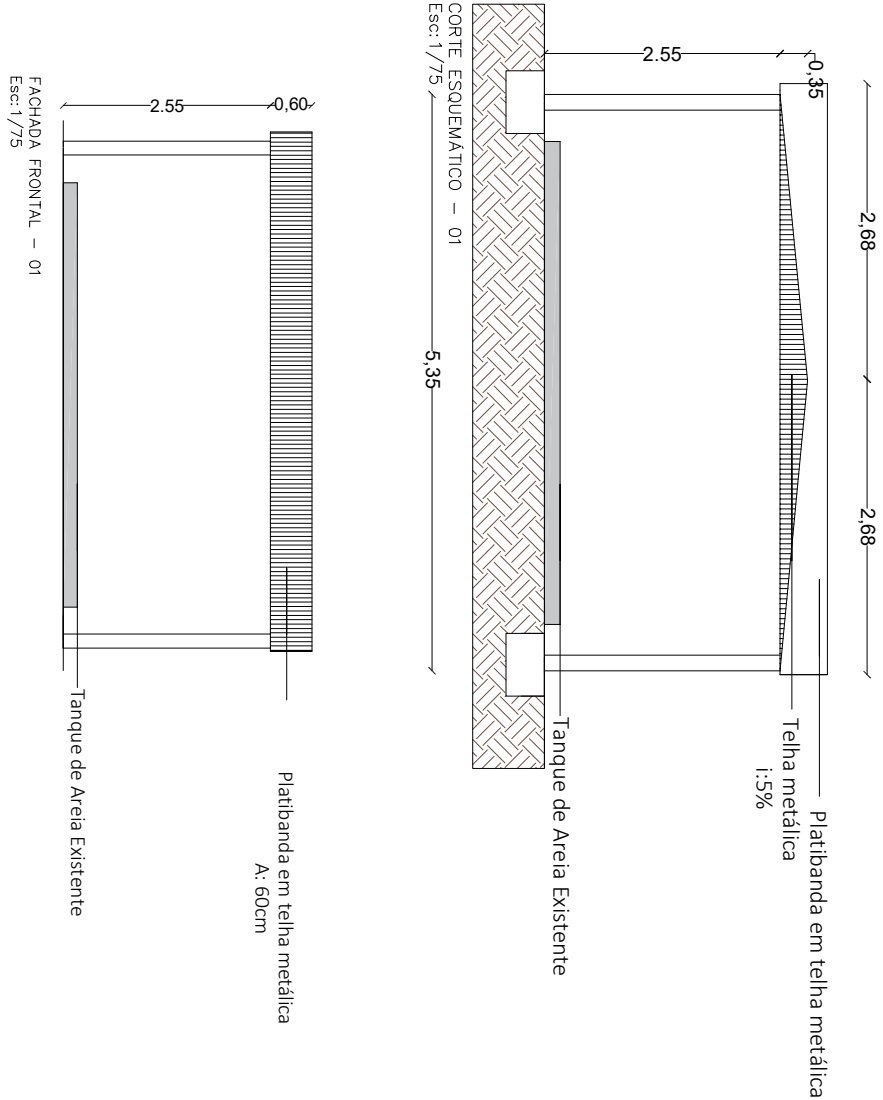 0,35
2.55
2,68
2,68
Platibanda em telha metálica
Telha metálica
i:5%
Tanque de Areia Existente
5,35
CORTE ESQUEMÁTICO - 01
Esc:1/75
0,60
2.55
Platibanda em telha metálica
A: 60cm
Tanque de Areia Existente
FACHADA FRONTAL - 01
Esc:1/75